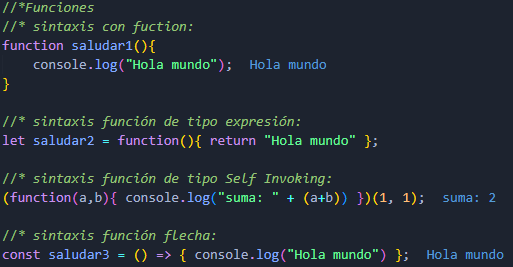 //*Funciones
//* sintaxis con fuction:
function saludar1(){
console.log("Hola mundo"); Hola mundo
}
//* sintaxis función de tipo expresión:
let saludar2 = function(){ return "Hola mundo" };
//* sintaxis función de tipo Self Invoking:
(function(a,b){ console.log("suma: " + (a+b)) })(1, 1); suma: 2
//* sintaxis función flecha:
const saludar3 = () => { console.log("Hola mundo") }; Hola mundo